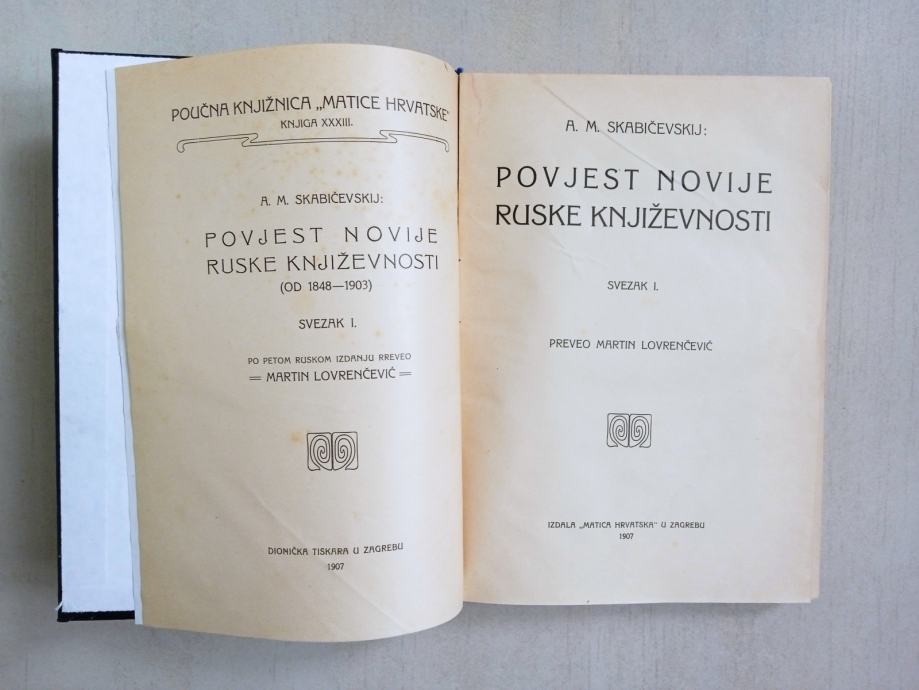 POUČNA KNJIŽNICA „MATICE HRVATSKE“
KNJIGA XXXIII.
A. M. SKABIČEVSKIJ:
POVJEST NOVIJE
RUSKE KNJIŽEVNOSTI
(OD 1848—1903)
SVEZAK I.
PO PETOM RUSKOM IZDANJU RREVEO
MARTIN LOVRENČEVIĆ
DIONIČKA TISKARA U ZAGREBU
1907
A. M. SKABIČEVSKIJ:
POVJEST NOVIJE
RUSKE KNJIŽEVNOSTI
SVEZAK I.
PREVEO MARTIN LOVRENČEVIĆ
IZDALA „MATICA HRVATSKA“ U ZAGREBU
1907